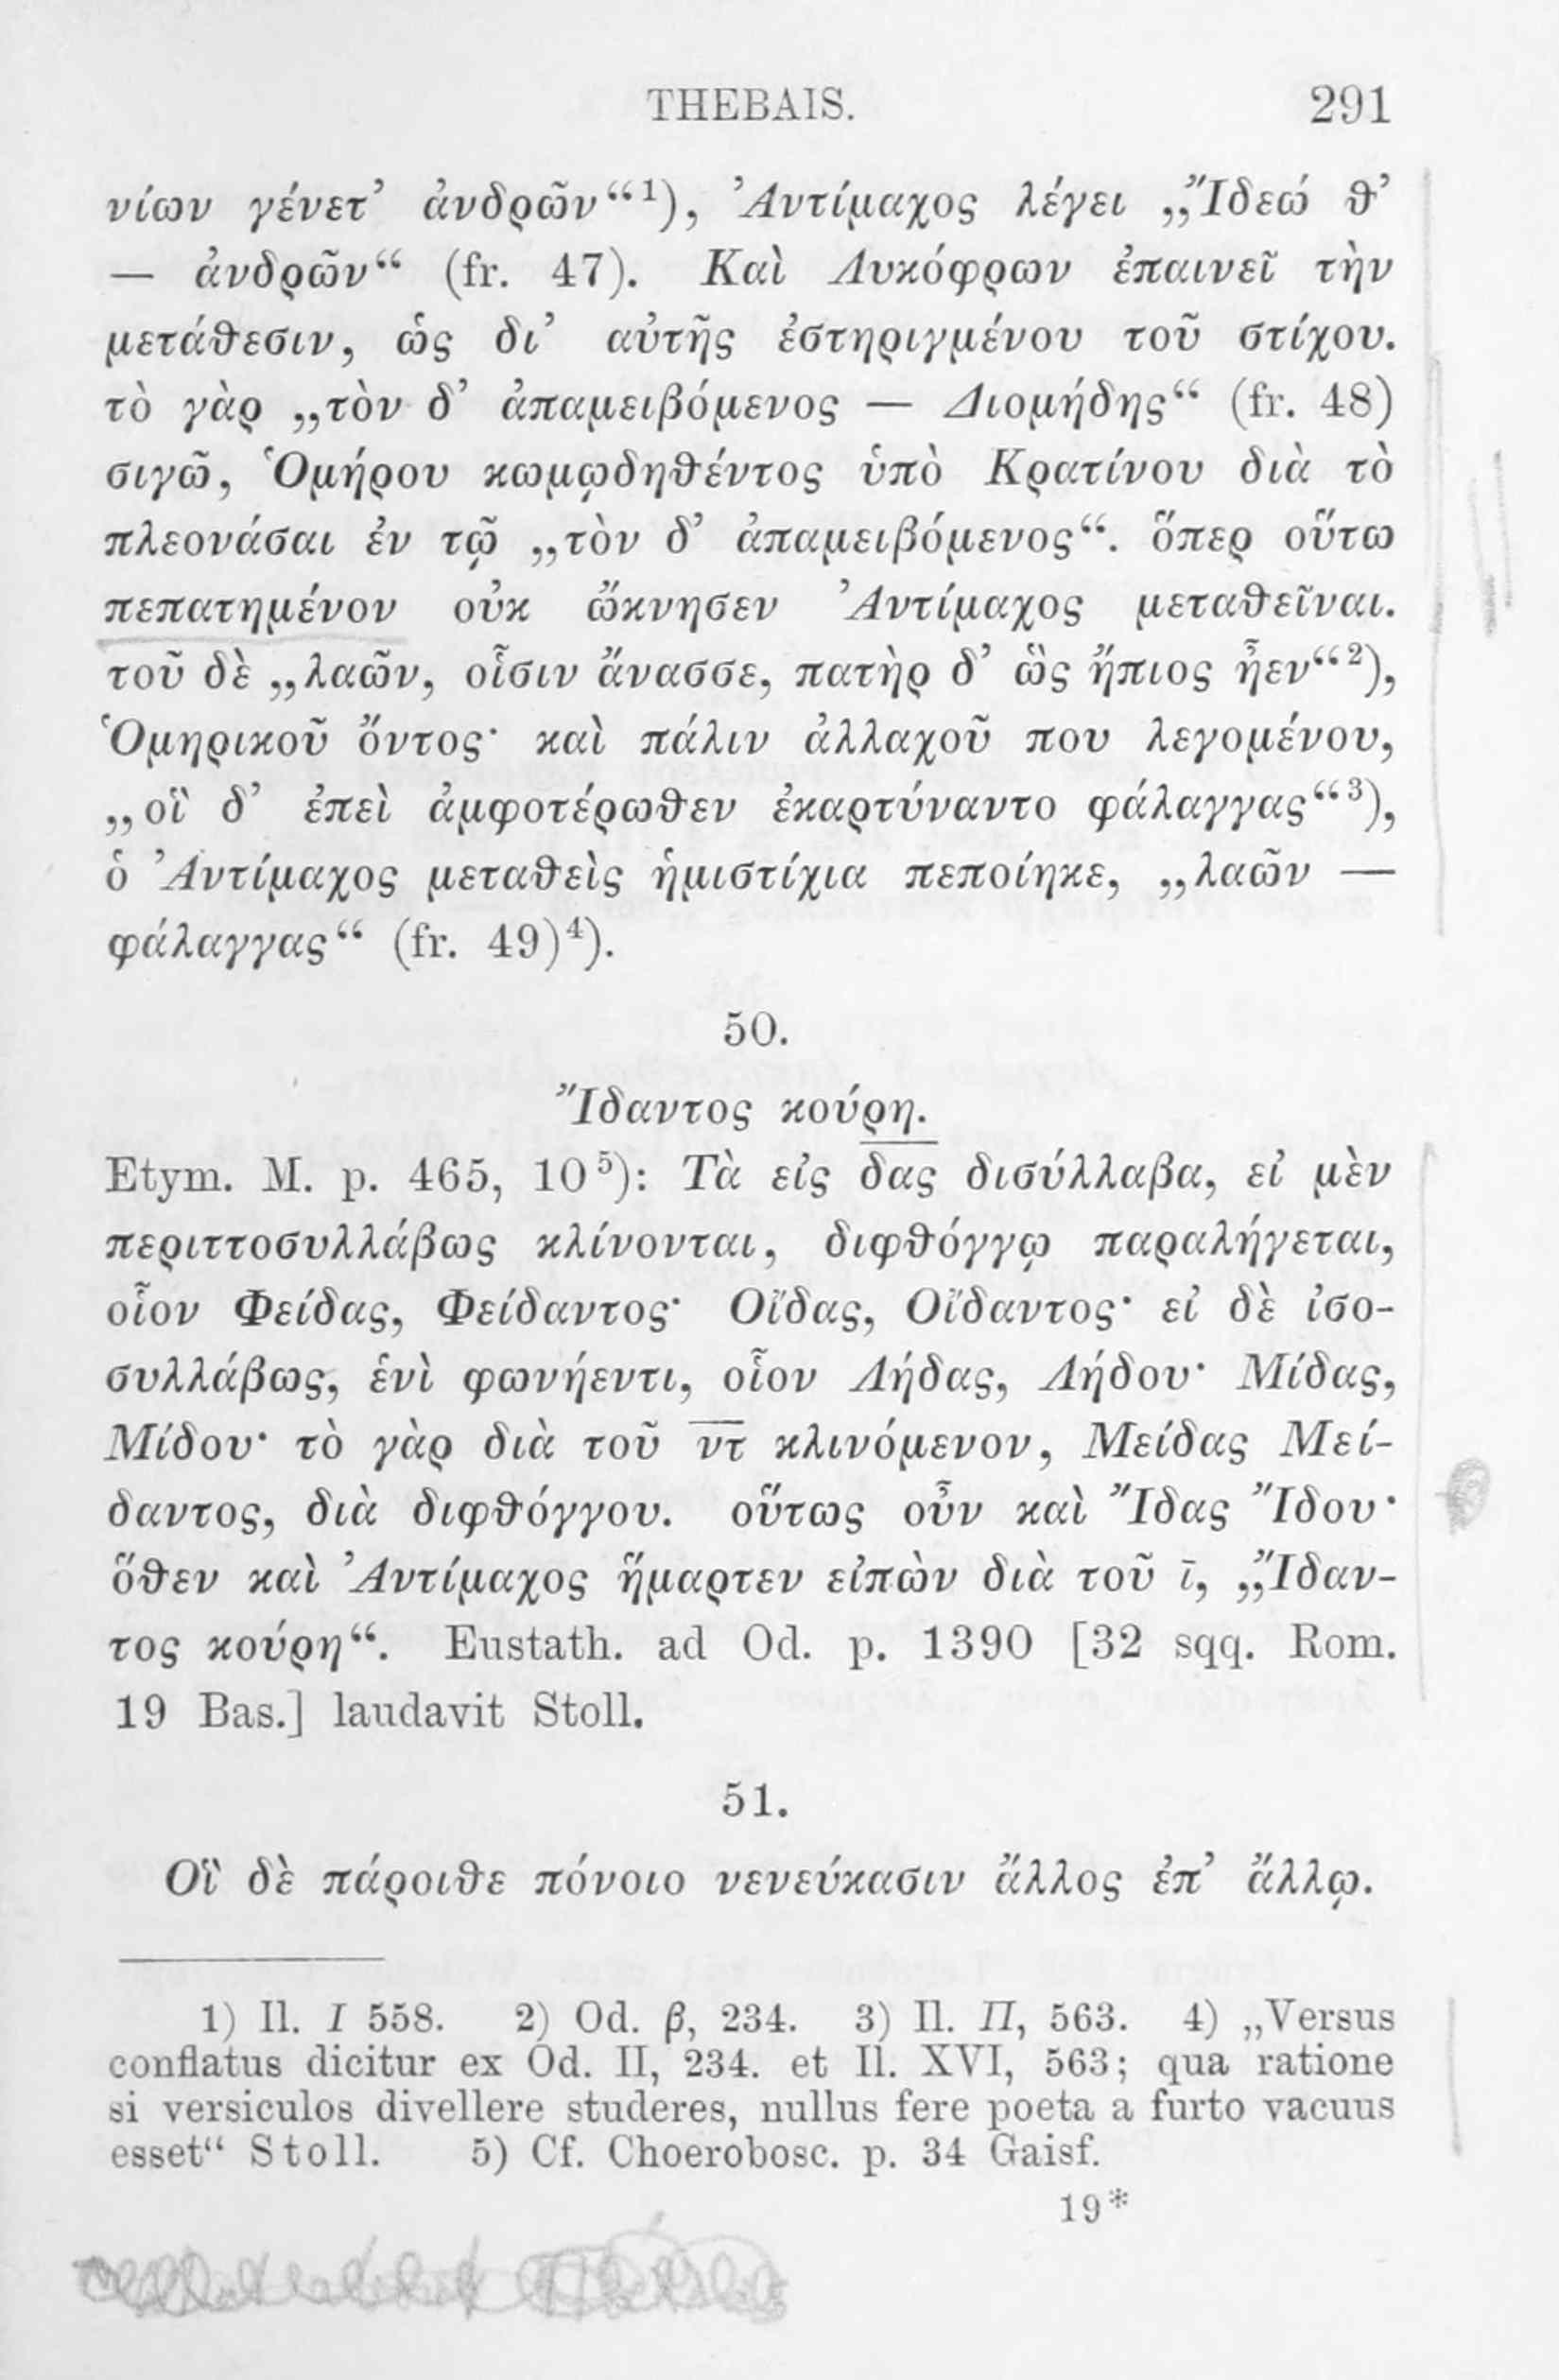 THEBAIS. 291
νίων γένετ’ ἀνδρῶν“¹), Ἀντίμαχος λέγει „Ἴδεώ θ’
— ἀνδρῶν“ (fr. 47). Καὶ Λυκόφρων ἐπαινεῖ τὴν
μετάθεσιν, ὡς δι’ αὐτῆς ἐστηριγμένου τοῦ στίχου.
τὸ γὰρ „τὸν δ’ ἀπαμειβόμενος — Διομήδης“ (fr. 48)
σιγῶ, Ὁμήρου κωμῳδηθέντος ὑπὸ Κρατίνου διὰ τὸ
πλεονάσαι ἐν τῷ „τὸν δ’ ἀπαμειβόμενος“. ὅπερ οὕτω
πεπατημένον οὐκ ὤκνησεν Ἀντίμαχος μεταθεῖναι.
τοῦ δὲ „λαῶν, οἷσιν ἄνασσε, πατὴρ δ’ ὣς ἤπιος ἦεν“²),
Ὁμηρικοῦ ὄντος· καὶ πάλιν ἀλλαχοῦ που λεγομένου,
„οἳ δ’ ἐπεὶ ἀμφοτέρωθεν ἐκαρτύναντο φάλαγγας“³),
ὁ Ἀντίμαχος μεταθεὶς ἡμιστίχια πεποίηκε, „λαῶν —
φάλαγγας“ (fr. 49)⁴).
50.
Ἴδαντος κούρη.
Etym. M. p. 465, 10⁵): Τὰ εἰς δας δισύλλαβα, εἰ μὲν
περιττοσυλλάβως κλίνονται, διφθόγγῳ παραλήγεται,
οἷον Φείδας, Φείδαντος· Οἴδας, Οἴδαντος· εἰ δὲ ἰσο-
συλλάβως, ἑνὶ φωνήεντι, οἷον Λήδας, Λήδου· Μίδας,
Μίδου· τὸ γὰρ διὰ τοῦ ντ κλινόμενον, Μείδας Μεί-
δαντος, διὰ διφθόγγου. οὕτως οὖν καὶ Ἴδας Ἴδου·
ὅθεν καὶ Ἀντίμαχος ἥμαρτεν εἰπὼν διὰ τοῦ ῑ, „Ἴδαν-
τος κούρη“. Eustath. ad Od. p. 1390 [32 sqq. Rom.
19 Bas.] laudavit Stoll.
51.
Οἳ δὲ πάροιθε πόνοιο νενεύκασιν ἄλλος ἐπ’ ἄλλῳ.
1) Il. I 558. 2) Od. β, 234. 3) Il. Π, 563. 4) „Versus
conflatus dicitur ex Od. II, 234. et Il. XVI, 563; qua ratione
si versiculos divellere studeres, nullus fere poeta a furto vacuus
esset“ Stoll. 5) Cf. Choerobosc. p. 34 Gaisf.
19*